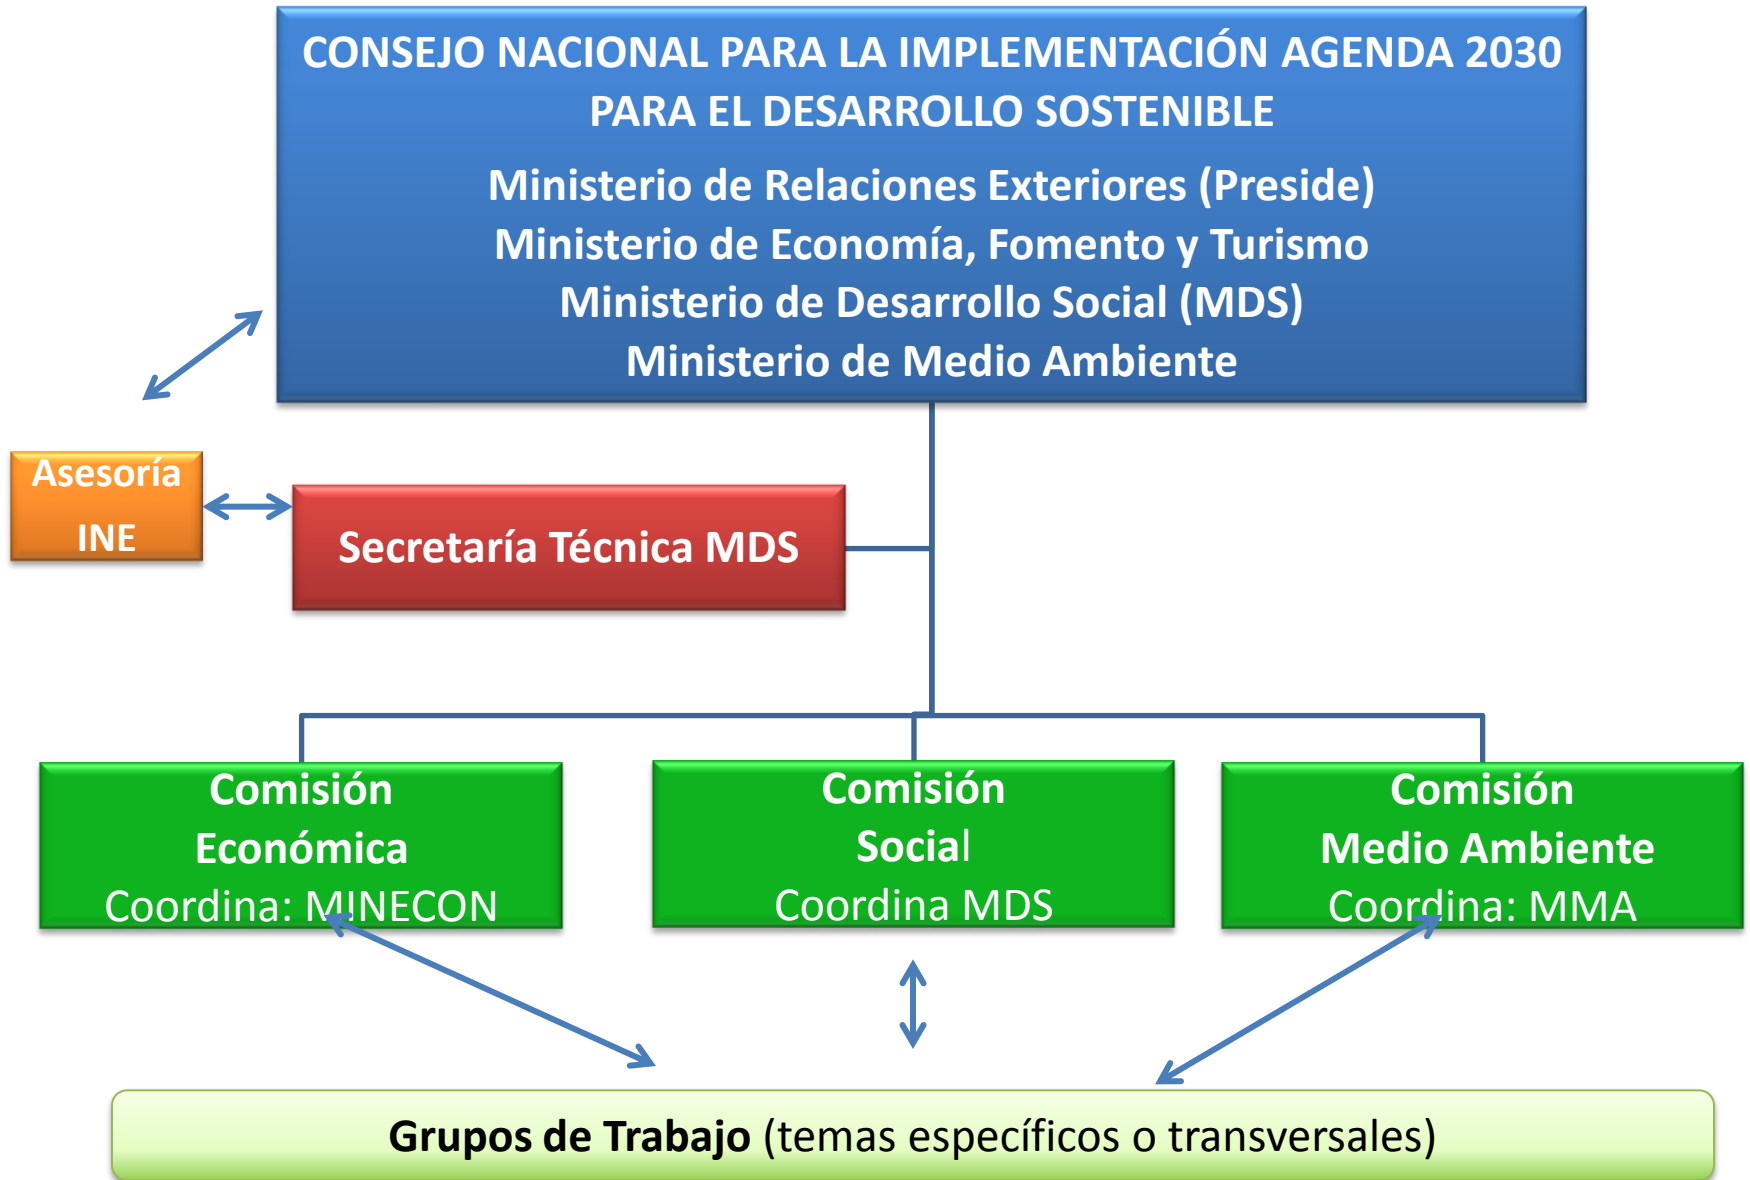 CONSEJO NACIONAL PARA LA IMPLEMENTACIÓN AGENDA 2030
PARA EL DESARROLLO SOSTENIBLE
Ministerio de Relaciones Exteriores (Preside)
Ministerio de Economía, Fomento y Turismo
Ministerio de Desarrollo Social (MDS)
Ministerio de Medio Ambiente
Asesoría
INE
Secretaría Técnica MDS
Comisión
Económica
Coordina: MINECON
Comisión
Social
Coordina MDS
Comisión
Medio Ambiente
Coordina: MMA
Grupos de Trabajo (temas específicos o transversales)